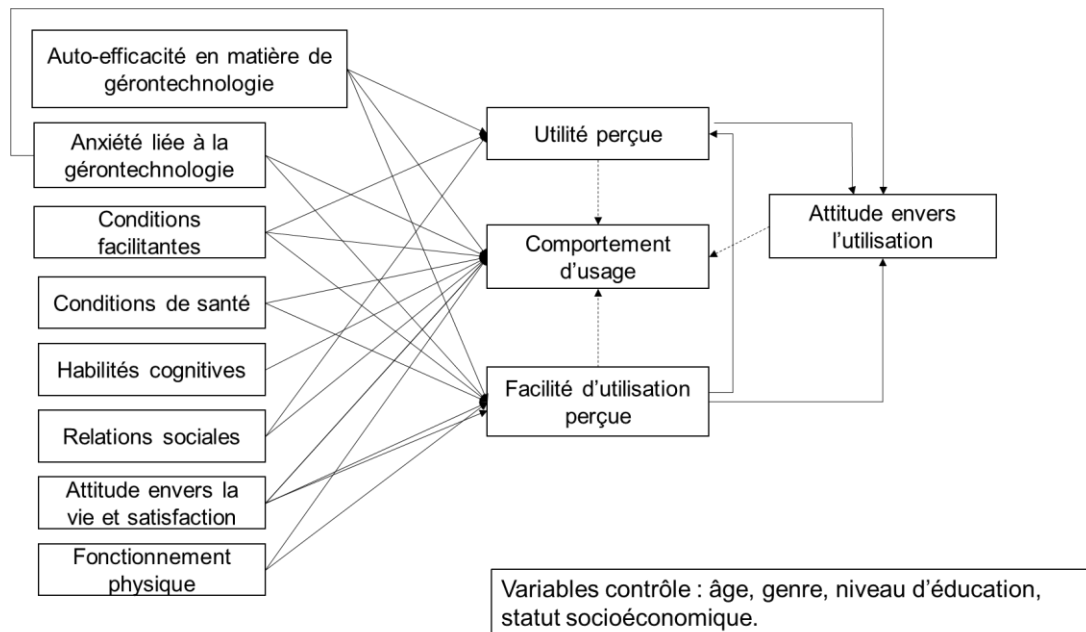 Auto-efficacité en matière de
gérontechnologie
Anxiété liée à la
gérontechnologie
Conditions
facilitantes
Conditions de santé
Habilités cognitives
Relations sociales
Attitude envers la
vie et satisfaction
Fonctionnement
physique
Utilité perçue
Comportement
d'usage
Facilité d'utilisation
perçue
Attitude envers
l'utilisation
Variables contrôle : âge, genre, niveau d'éducation,
statut socioéconomique.